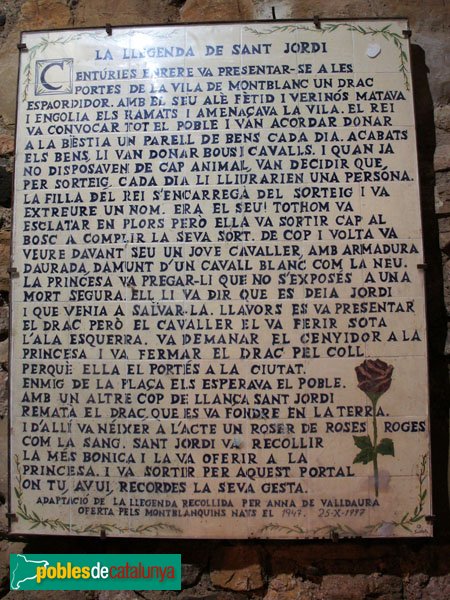 LA LLEGENDA DE SANT JORDI
CENTÚRIES ENRERE VA PRESENTAR-SE A LES
PORTES DE LA VILA DE MONTBLANC UN DRAC
ESPAORDIDOR. AMB EL SEU ALÈ FÈTID I VERINÓS MATAVA
I ENGOLIA ELS RAMATS I AMENAÇAVA LA VILA. EL REI
VA CONVOCAR TOT EL POBLE I VAN ACORDAR DONAR
A LA BÈSTIA UN PARELL DE BENS CADA DIA. ACABATS
ELS BENS, LI VAN DONAR BOUS I CAVALLS. I QUAN JA
NO DISPOSAVEN DE CAP ANIMAL, VAN DECIDIR QUE,
PER SORTEIG, CADA DIA LI LLIURARIEN UNA PERSONA.
LA FILLA DEL REI S'ENCARREGÀ DEL SORTEIG I VA
EXTREURE UN NOM. ERA EL SEU! TOTHOM VA
ESCLATAR EN PLORS PERÒ ELLA VA SORTIR CAP AL
BOSC A COMPLIR LA SEVA SORT. DE COP I VOLTA VA
VEURE DAVANT SEU UN JOVE CAVALLER, AMB ARMADURA
DAURADA, DAMUNT D'UN CAVALL BLANC COM LA NEU.
LA PRINCESA VA PREGAR-LI QUE NO S'EXPOSÉS A UNA
MORT SEGURA. ELL LI VA DIR QUE ES DEIA JORDI
I QUE VENIA A SALVAR-LA. LLAVORS ES VA PRESENTAR
EL DRAC PERÒ EL CAVALLER EL VA FERIR SOTA
L'ALA ESQUERRA. VA DEMANAR EL CENYIDOR A LA
PRINCESA I VA FERMAR EL DRAC PEL COLL
PERQUÈ ELLA EL PORTÉS A LA CIUTAT.
ENMIG DE LA PLAÇA ELS ESPERAVA EL POBLE.
AMB UN ALTRE COP DE LLANÇA SANT JORDI
REMATÀ EL DRAC, QUE ES VA FONDRE EN LA TERRA.
I D'ALLÍ VA NÉIXER A L'ACTE UN ROSER DE ROSES ROGES
COM LA SANG. SANT JORDI VA RECOLLIR
LA MÉS BONICA I LA VA OFERIR A LA
PRINCESA. I VA SORTIR PER AQUEST PORTAL
ON TU, AVUI, RECORDES LA SEVA GESTA.
ADAPTACIÓ DE LA LLEGENDA RECOLLIDA PER ANNA DE VALLDAURA
OFERTA PELS MONTBLANQUINS NATS EL 1947. 25-X-1997
poblesdecatalunya